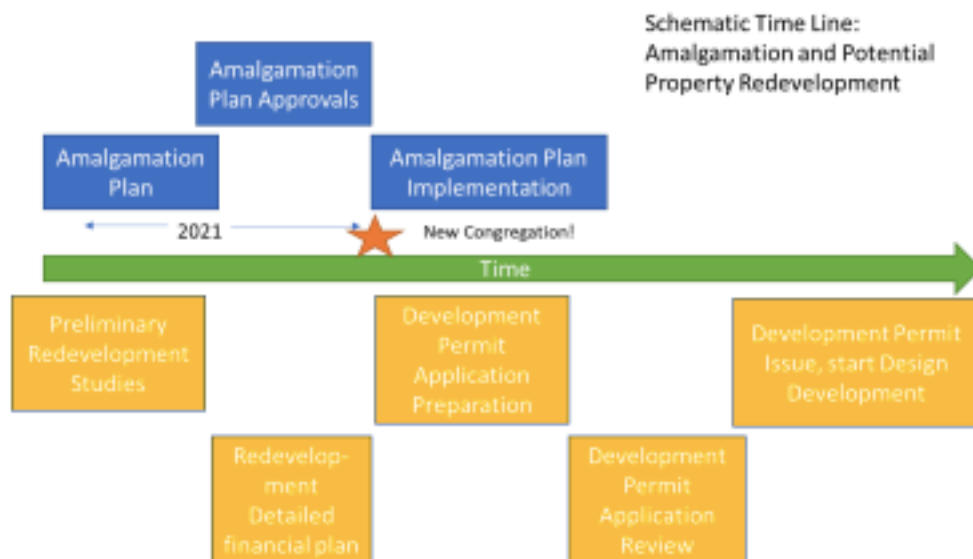 Schematic Time Line:
Amalgamation and Potential
Property Redevelopment
Amalgamation
Plan Approvals
Amalgamation
Plan
Amalgamation Plan
Implementation
2021
New Congregation!
Time
Preliminary
Redevelopment
Studies
Development
Permit
Application
Preparation
Development Permit
Issue, start Design
Development
Redevelop-
ment
Detailed
financial plan
Development
Permit
Application
Review